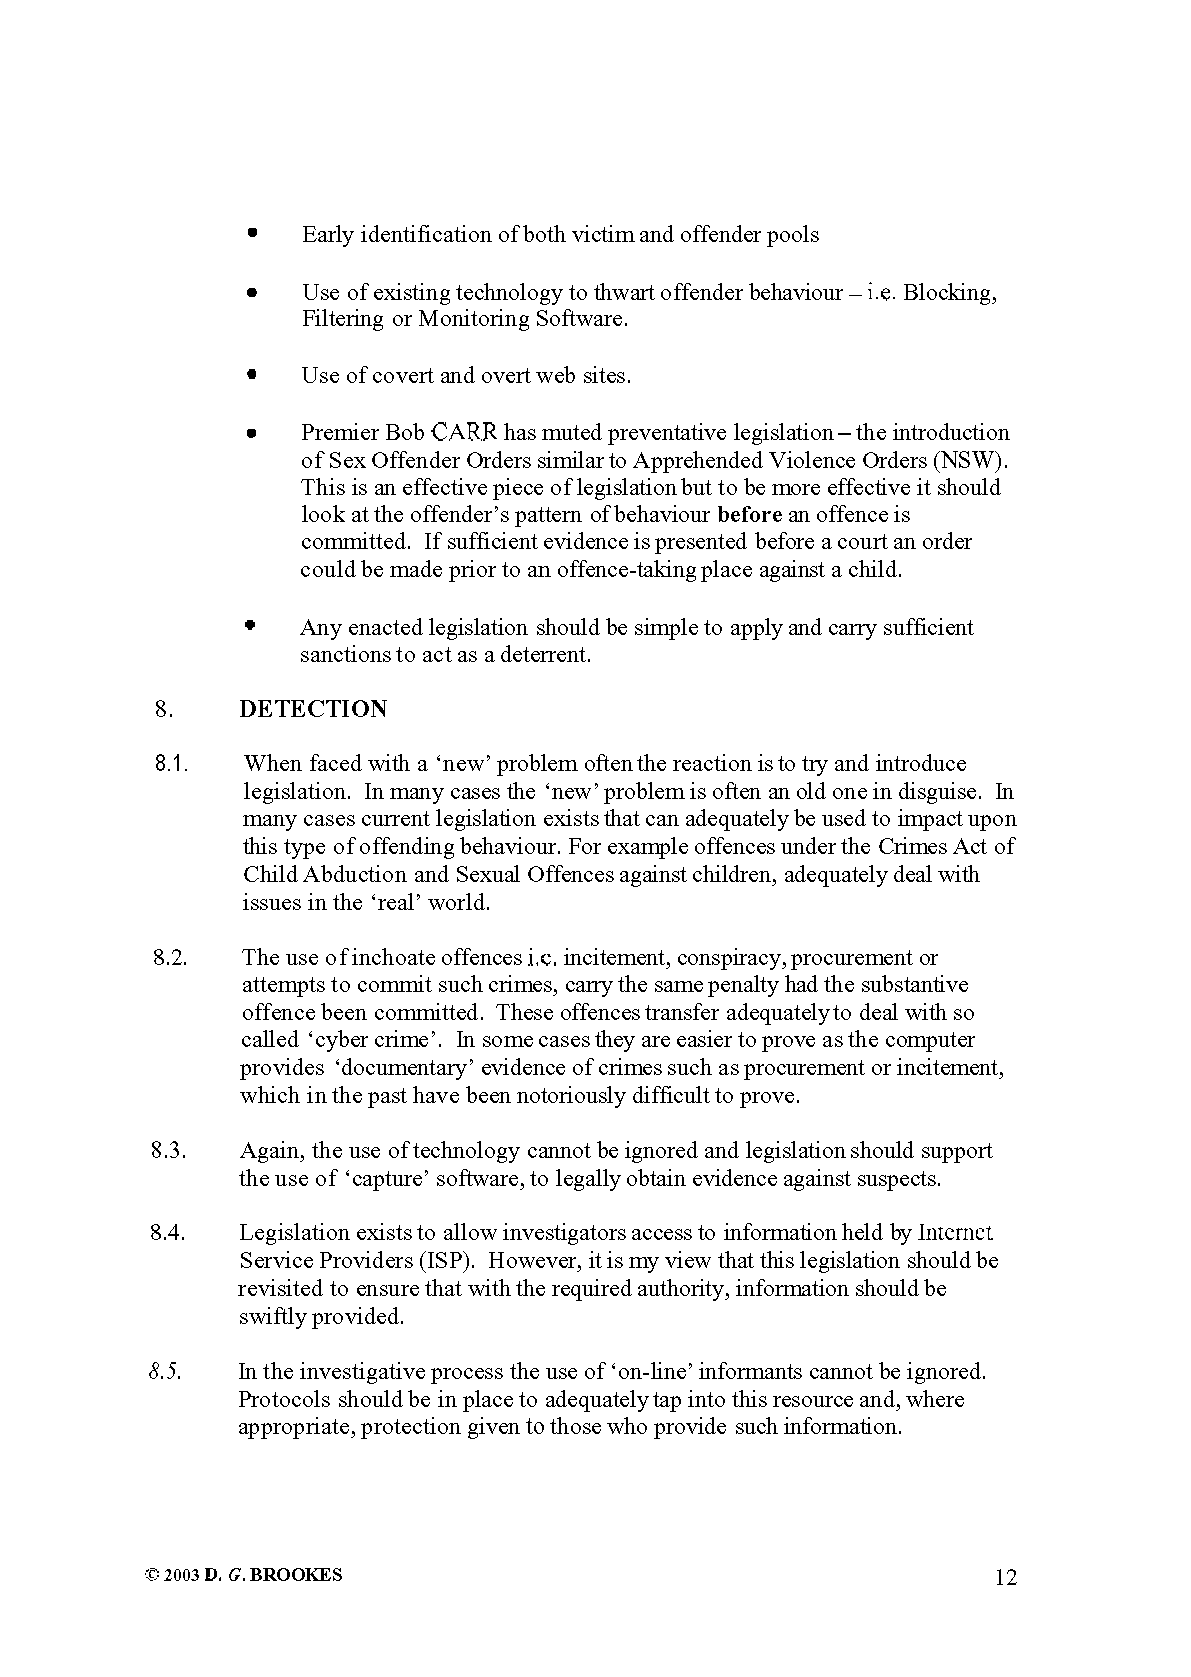 • Early identification of both victim and offender pools
• Use of existing technology to thwart offender behaviour – i.e. Blocking,
Filtering or Monitoring Software.
• Use of covert and overt web sites.
• Premier Bob CARR has muted preventative legislation – the introduction
of Sex Offender Orders similar to Apprehended Violence Orders (NSW).
This is an effective piece of legislation but to be more effective it should
look at the offender’s pattern of behaviour before an offence is
committed. If sufficient evidence is presented before a court an order
could be made prior to an offence-taking place against a child.
• Any enacted legislation should be simple to apply and carry sufficient
sanctions to act as a deterrent.
8. DETECTION
8.1. When faced with a ‘new’ problem often the reaction is to try and introduce
legislation. In many cases the ‘new’ problem is often an old one in disguise. In
many cases current legislation exists that can adequately be used to impact upon
this type of offending behaviour. For example offences under the Crimes Act of
Child Abduction and Sexual Offences against children, adequately deal with
issues in the ‘real’ world.
8.2. The use of inchoate offences i.e. incitement, conspiracy, procurement or
attempts to commit such crimes, carry the same penalty had the substantive
offence been committed. These offences transfer adequately to deal with so
called ‘cyber crime’. In some cases they are easier to prove as the computer
provides ‘documentary’ evidence of crimes such as procurement or incitement,
which in the past have been notoriously difficult to prove.
8.3. Again, the use of technology cannot be ignored and legislation should support
the use of ‘capture’ software, to legally obtain evidence against suspects.
8.4. Legislation exists to allow investigators access to information held by Internet
Service Providers (ISP). However, it is my view that this legislation should be
revisited to ensure that with the required authority, information should be
swiftly provided.
8.5. In the investigative process the use of ‘on-line’ informants cannot be ignored.
Protocols should be in place to adequately tap into this resource and, where
appropriate, protection given to those who provide such information.
© 2003 D. G. BROOKES 12